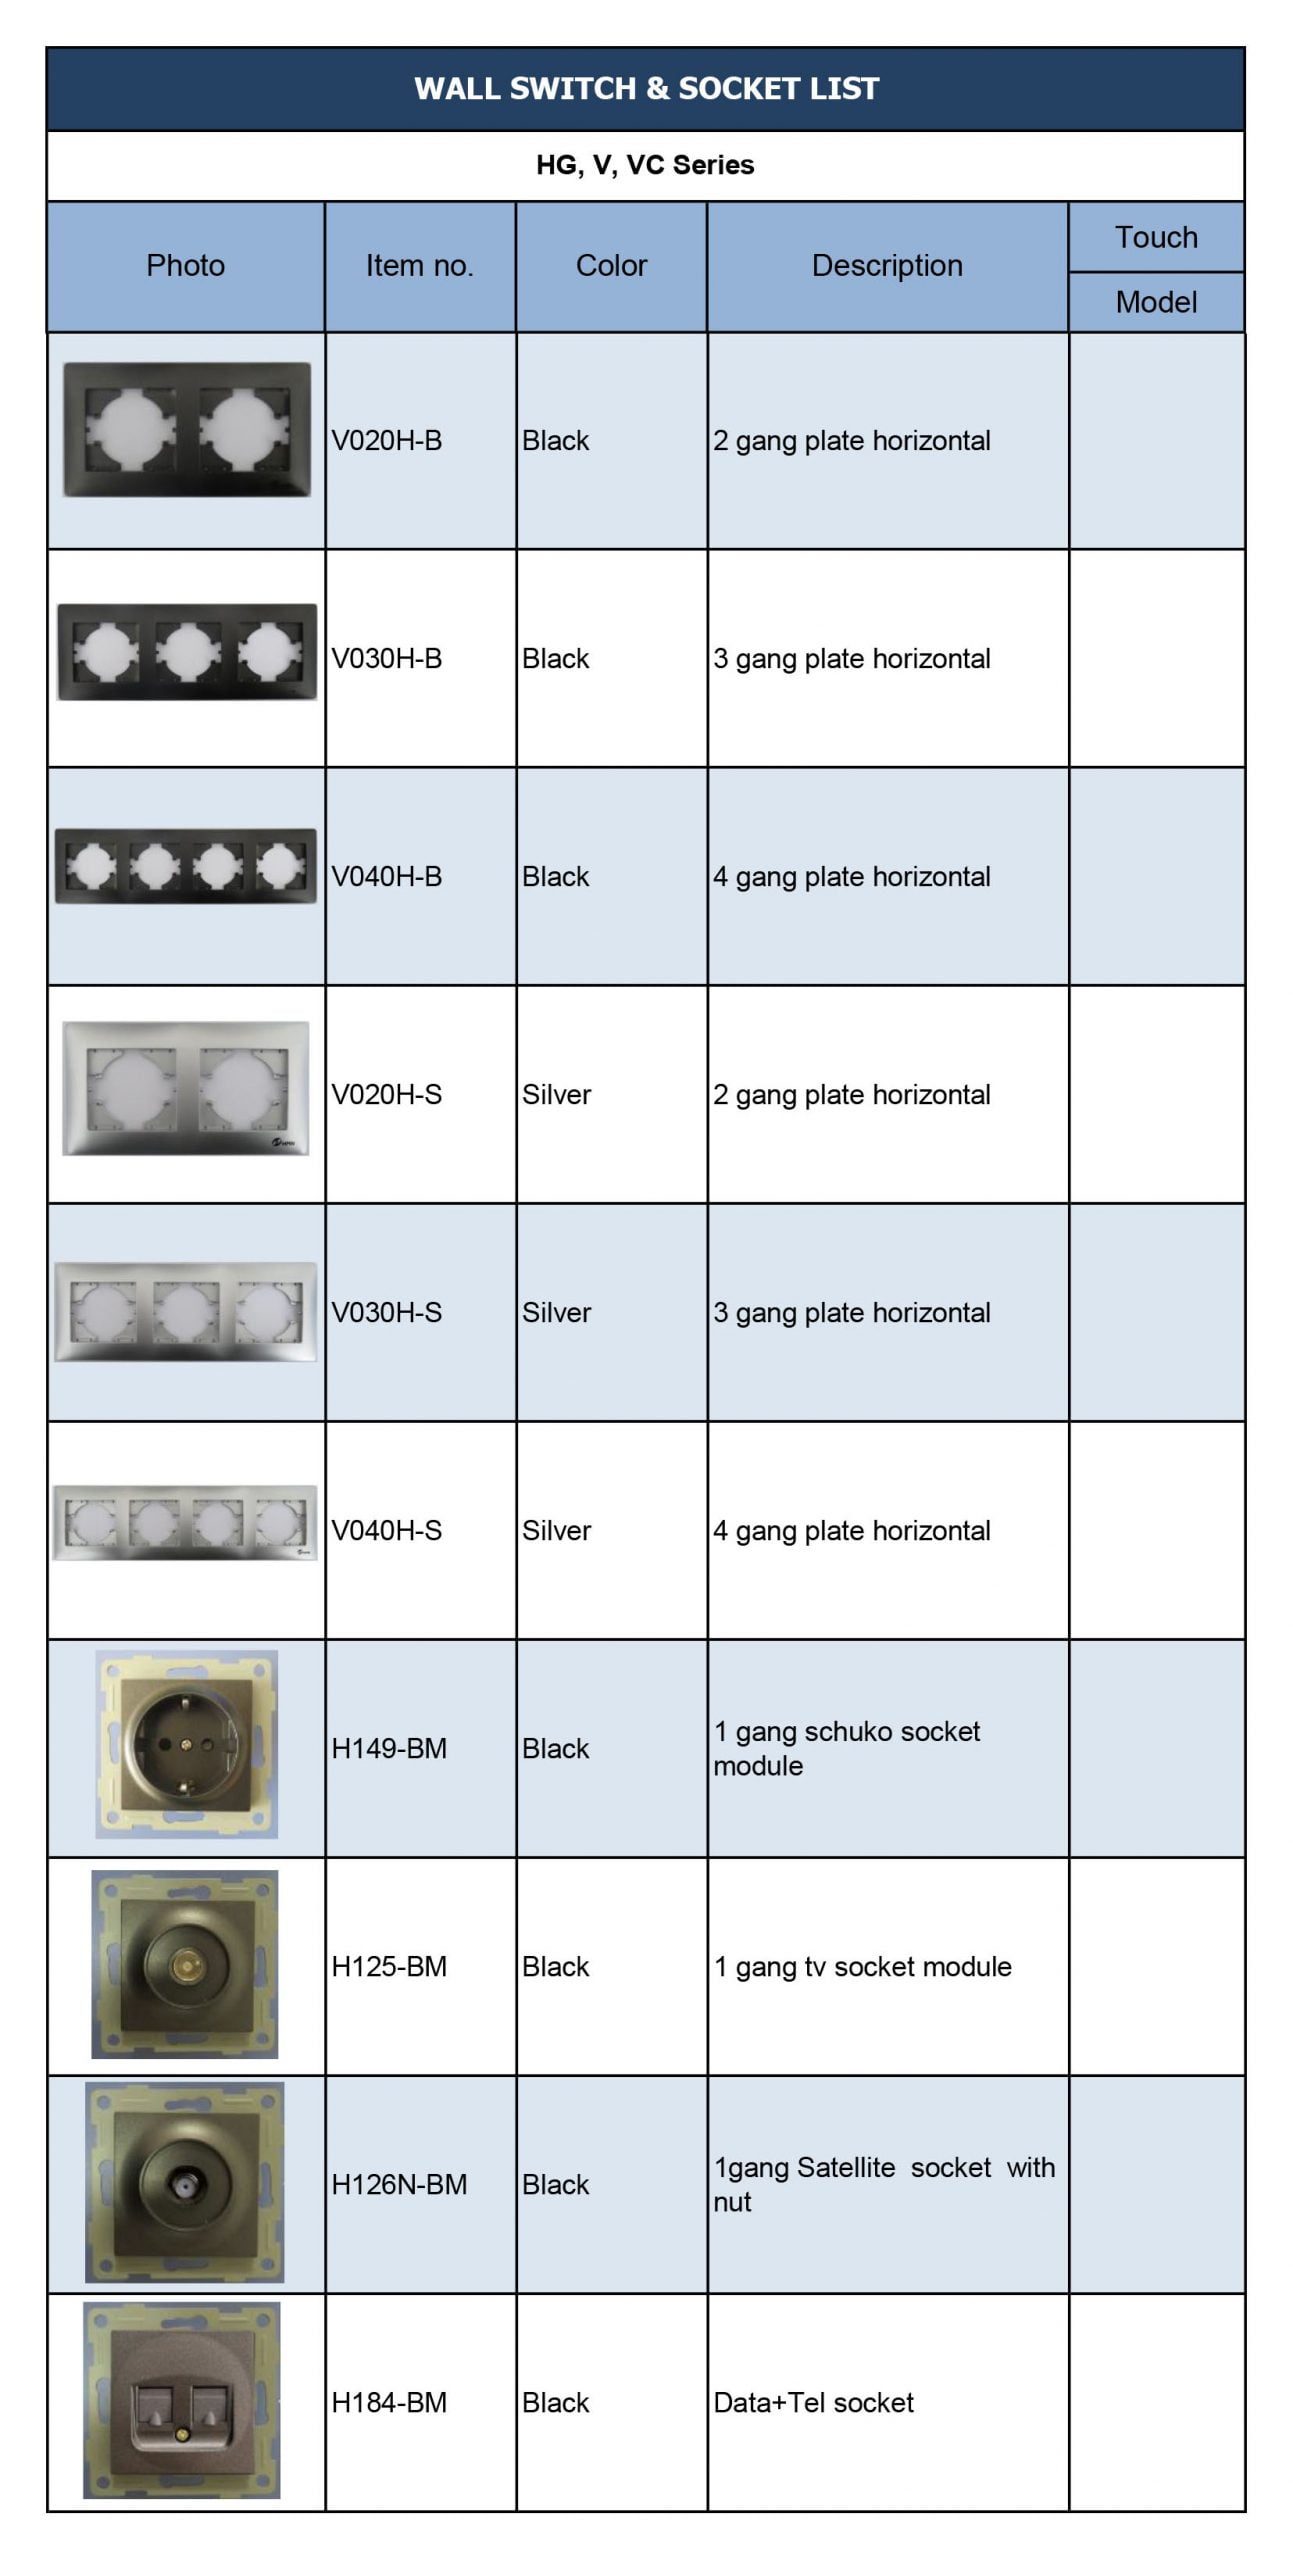 WALL SWITCH & SOCKET LIST
HG, V, VC Series
Photo
Item no.
Color
Description
Touch
Model
V020H-B
Black
2 gang plate horizontal
V030H-B
Black
3 gang plate horizontal
V040H-B
Black
4 gang plate horizontal
V020H-S
Silver
2 gang plate horizontal
V030H-S
Silver
3 gang plate horizontal
V040H-S
Silver
4 gang plate horizontal
H149-BM
Black
1 gang schuko socket
module
H125-BM
Black
1 gang tv socket module
H126N-BM
Black
1gang Satellite socket with
nut
H184-BM
Black
Data+Tel socket